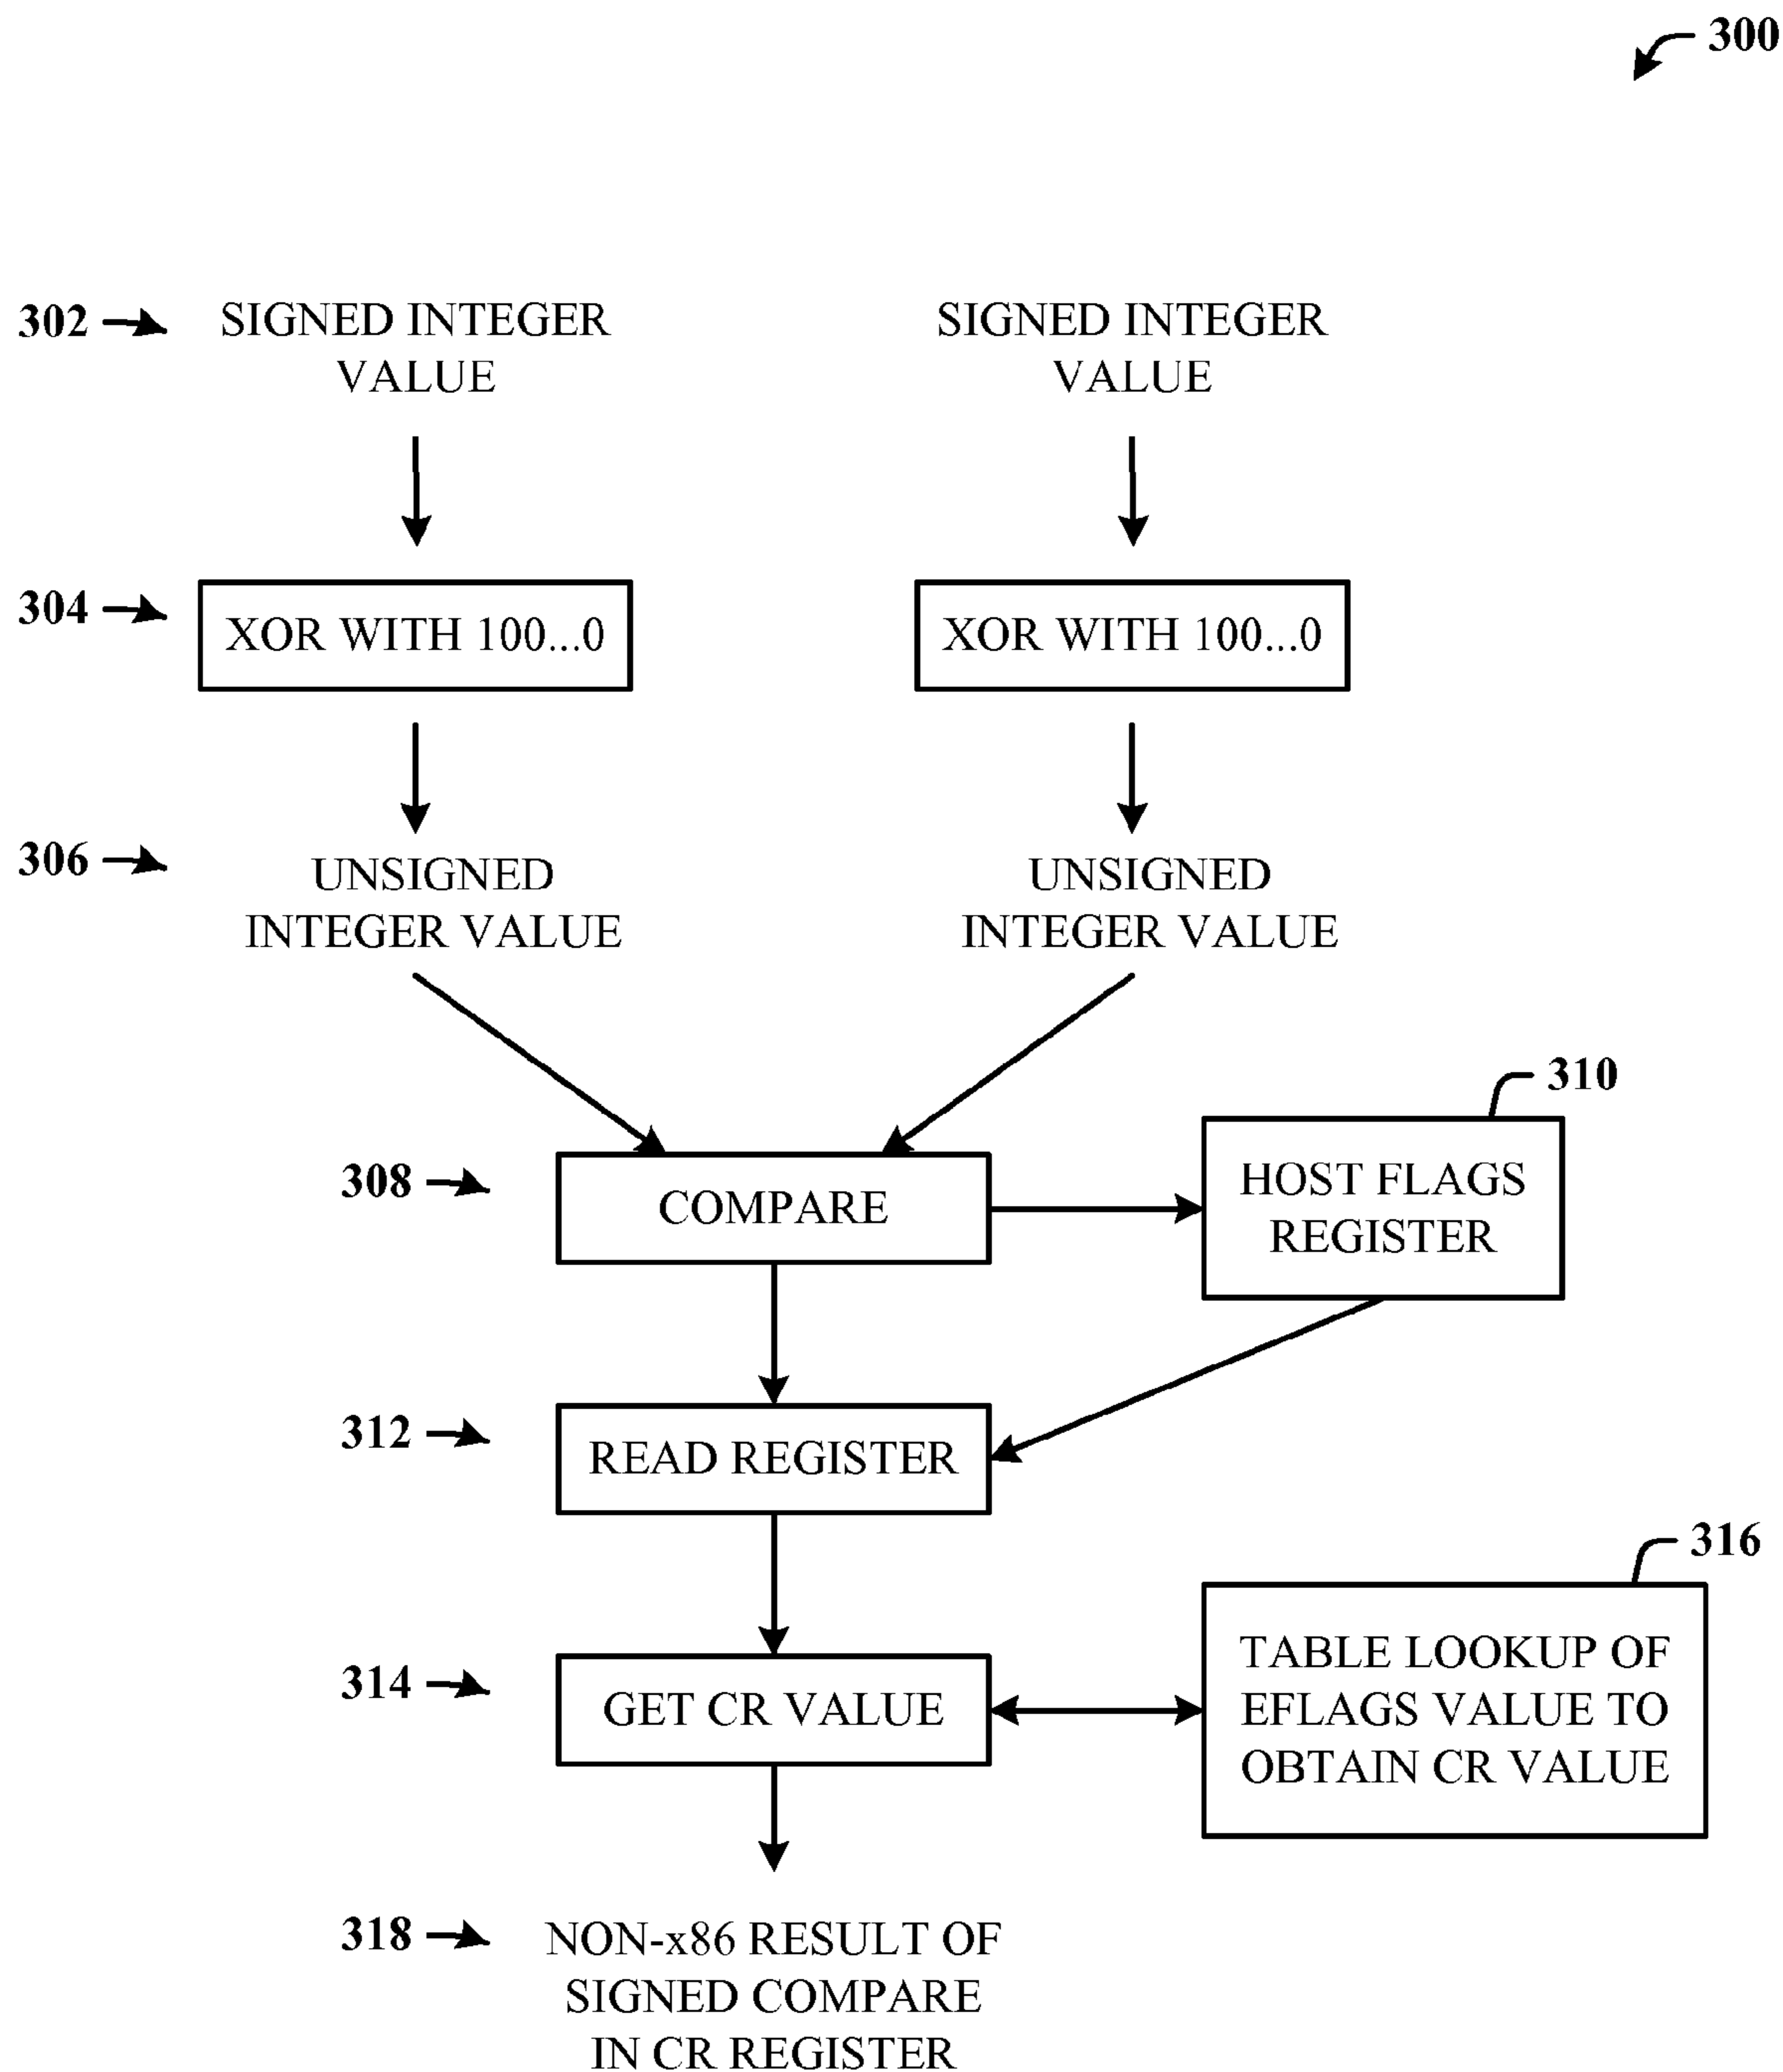 300
302 SIGNED INTEGER SIGNED INTEGER
VALUE VALUE
304 XOR WITH 100...0 XOR WITH 100...0
306 UNSIGNED UNSIGNED
INTEGER VALUE INTEGER VALUE
310
308 COMPARE
HOST FLAGS
REGISTER
312 READ REGISTER
316
314 GET CR VALUE
TABLE LOOKUP OF
EFLAGS VALUE TO
OBTAIN CR VALUE
318 NON-x86 RESULT OF
SIGNED COMPARE
IN CR REGISTER